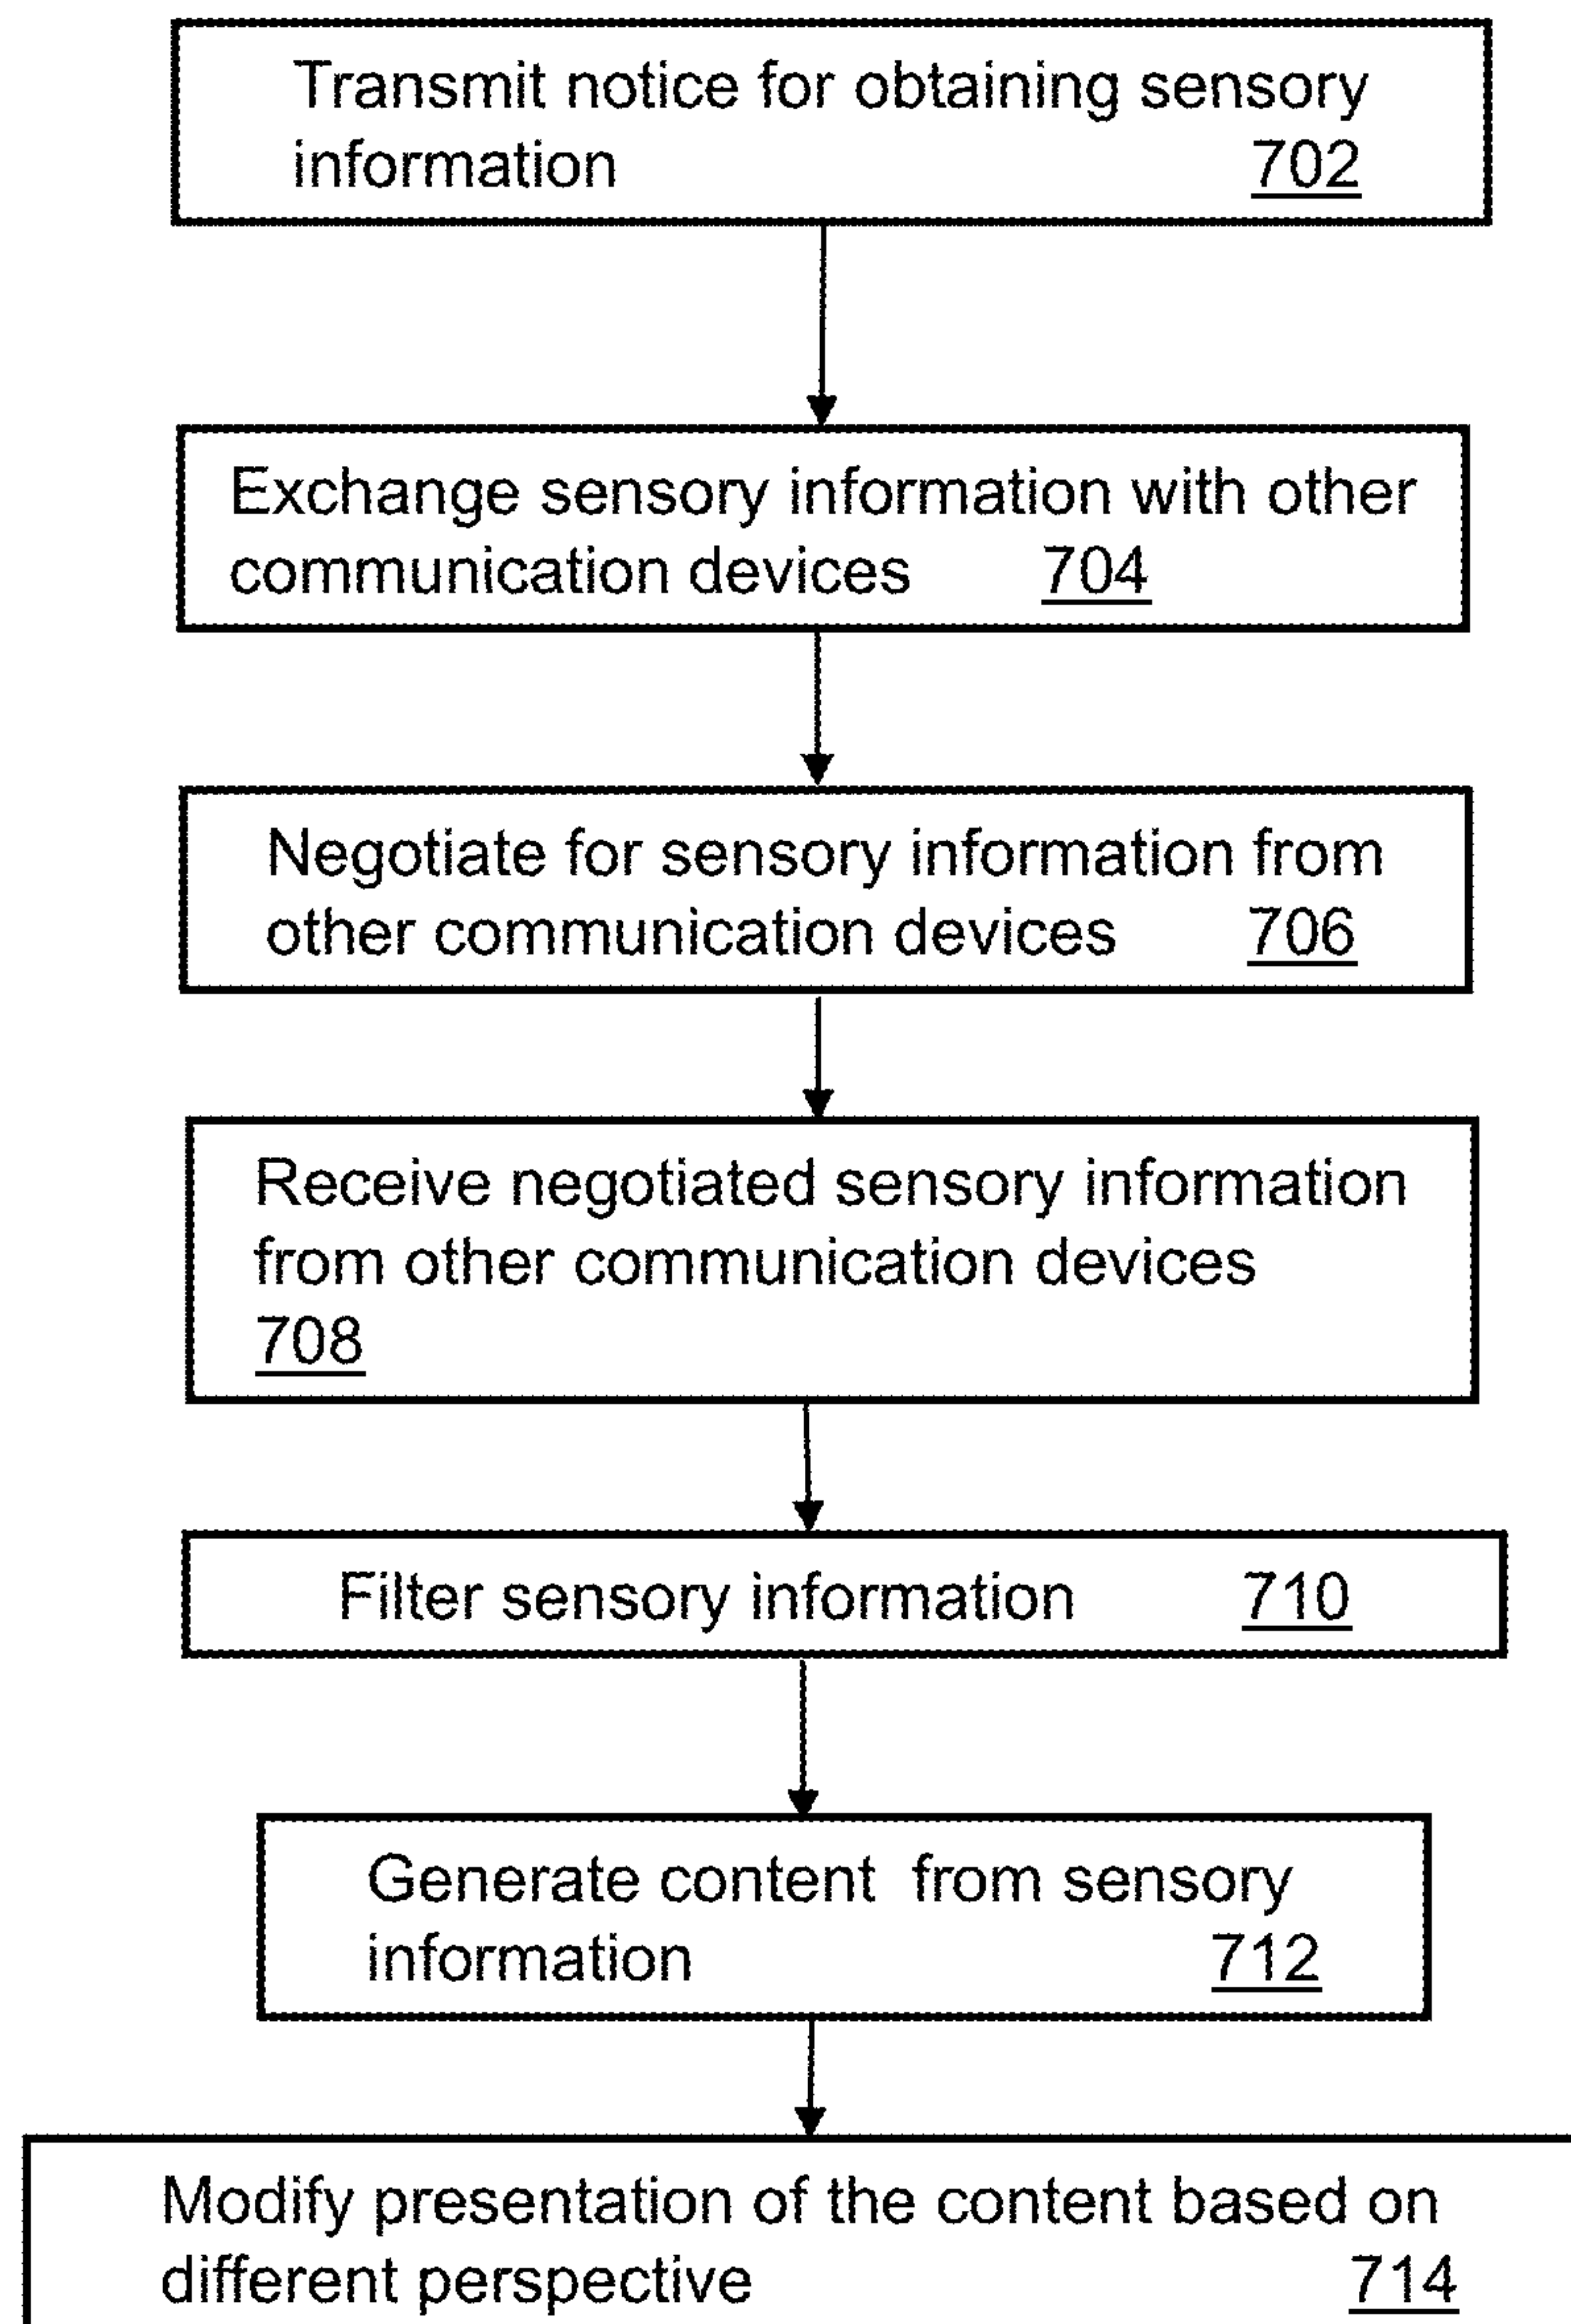 Transmit notice for obtaining sensory
information 702
Exchange sensory information with other
communication devices 704
Negotiate for sensory information from
other communication devices 706
Receive negotiated sensory information
from other communication devices
708
Filter sensory information 710
Generate content from sensory
information 712
Modify presentation of the content based on
different perspective 714